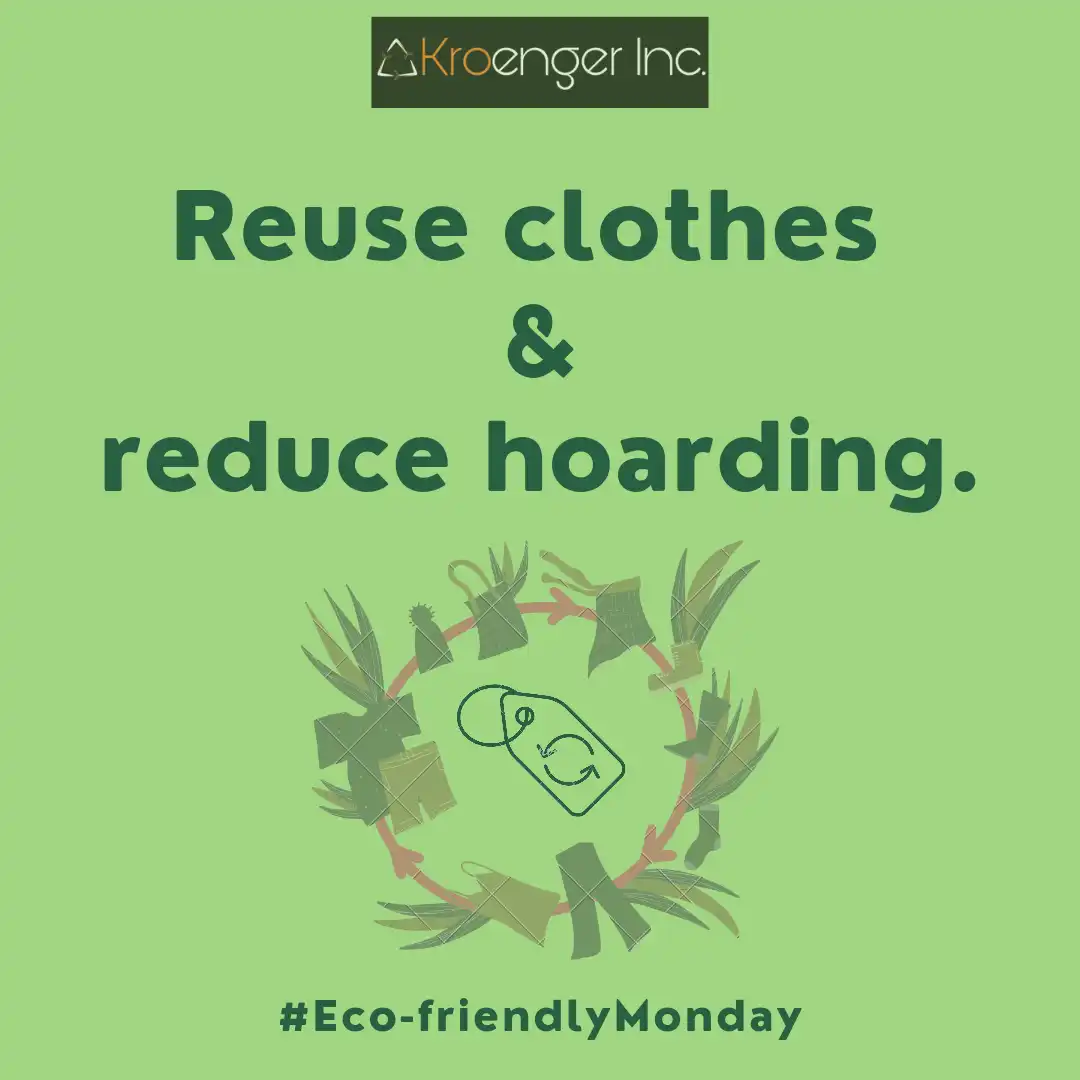 Kroenger Inc.
Reuse clothes
&
reduce hoarding.
#Eco-friendlyMonday